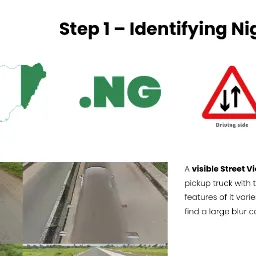 Step 1 – Identifying Nig
.NG
Driving side
A visible Street Vi
pickup truck with t
features of it varie
find a large blur co